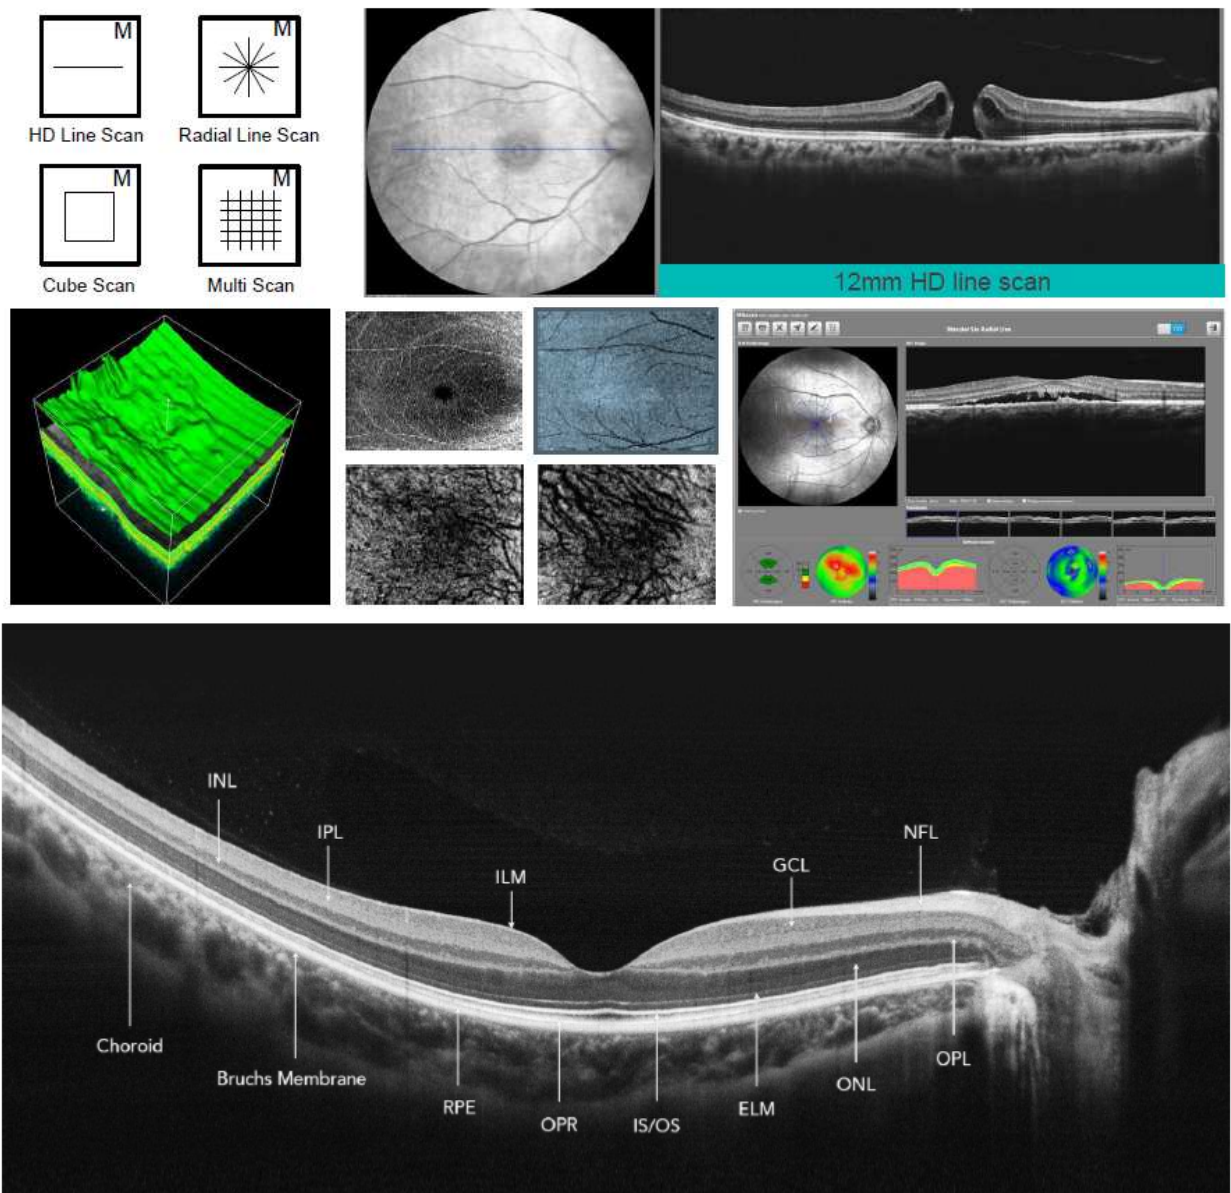 M
M
HD Line Scan
Radial Line Scan
M
M
Cube Scan
Multi Scan
12mm HD line scan
INL
IPL
ILM
GCL
NFL
Choroid
Bruchs Membrane
RPE
OPR
IS/OS
ELM
ONL
OPL